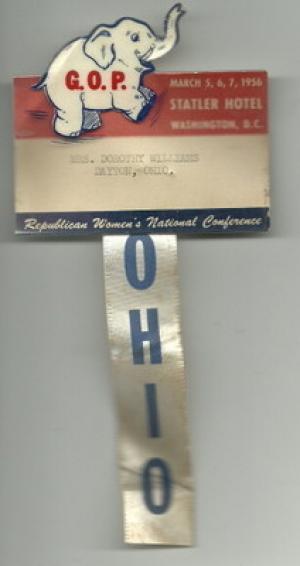 G.O.P.
MARCH 5, 6, 7, 1956
STATLER HOTEL
WASHINGTON, D.C.
MRS. DOROTHY WILLIAMS
DAYTON, OHIO.
Republican Women's National Conference
OHIO